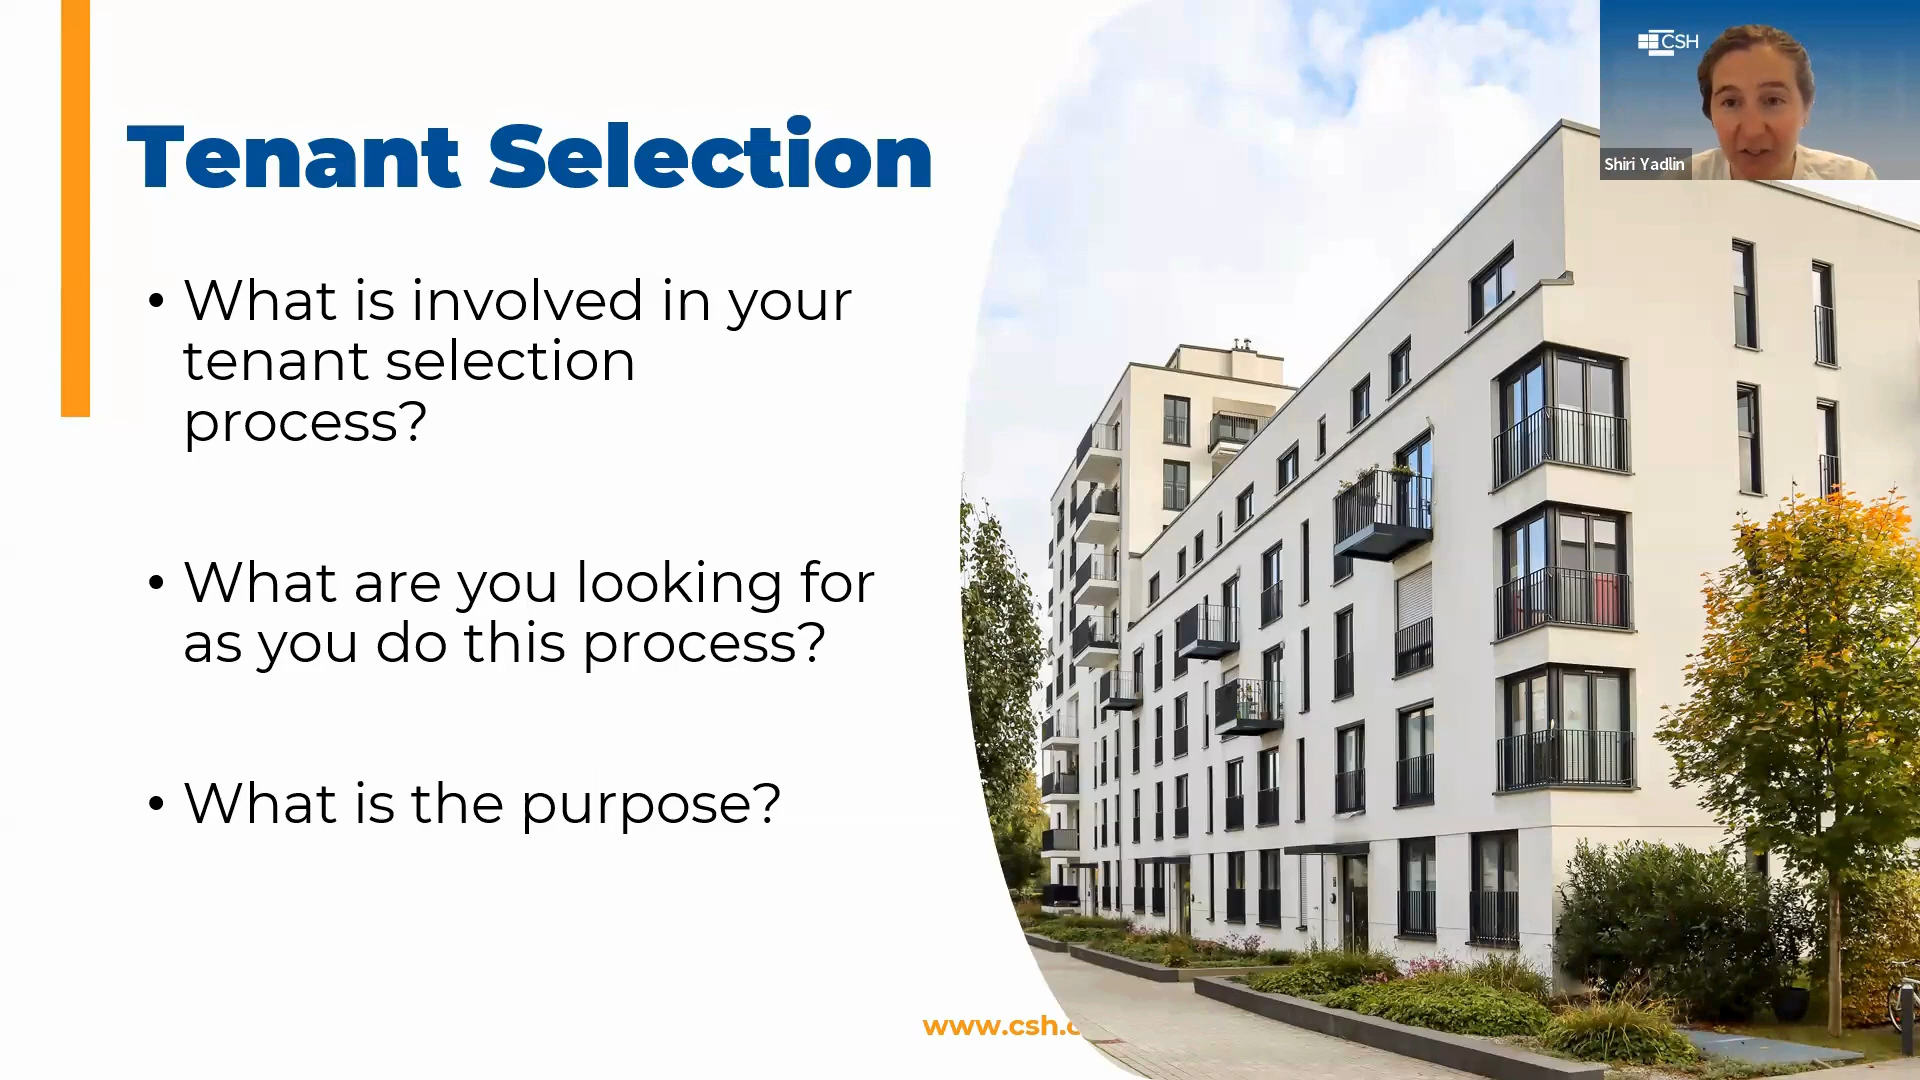 CSH
Shiri Yadlin
Tenant Selection
• What is involved in your
tenant selection
process?
• What are you looking for
as you do this process?
• What is the purpose?
www.csh.o